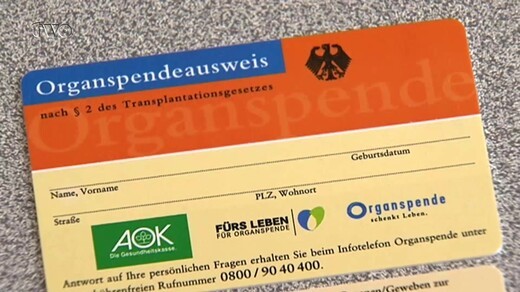 Organspendeausweis
nach § 2 des Transplantationsgesetzes
Organspende
Name, Vorname
Geburtsdatum
Straße
PLZ, Wohnort
AOK
Die Gesundheitskasse.
FÜRS LEBEN
FÜR ORGANSPENDE
Organspende
schenkt Leben.
Antwort auf Ihre persönlichen Fragen erhalten Sie beim Infotelefon Organspende unter
Rufnummer 0800 / 90 40 400.